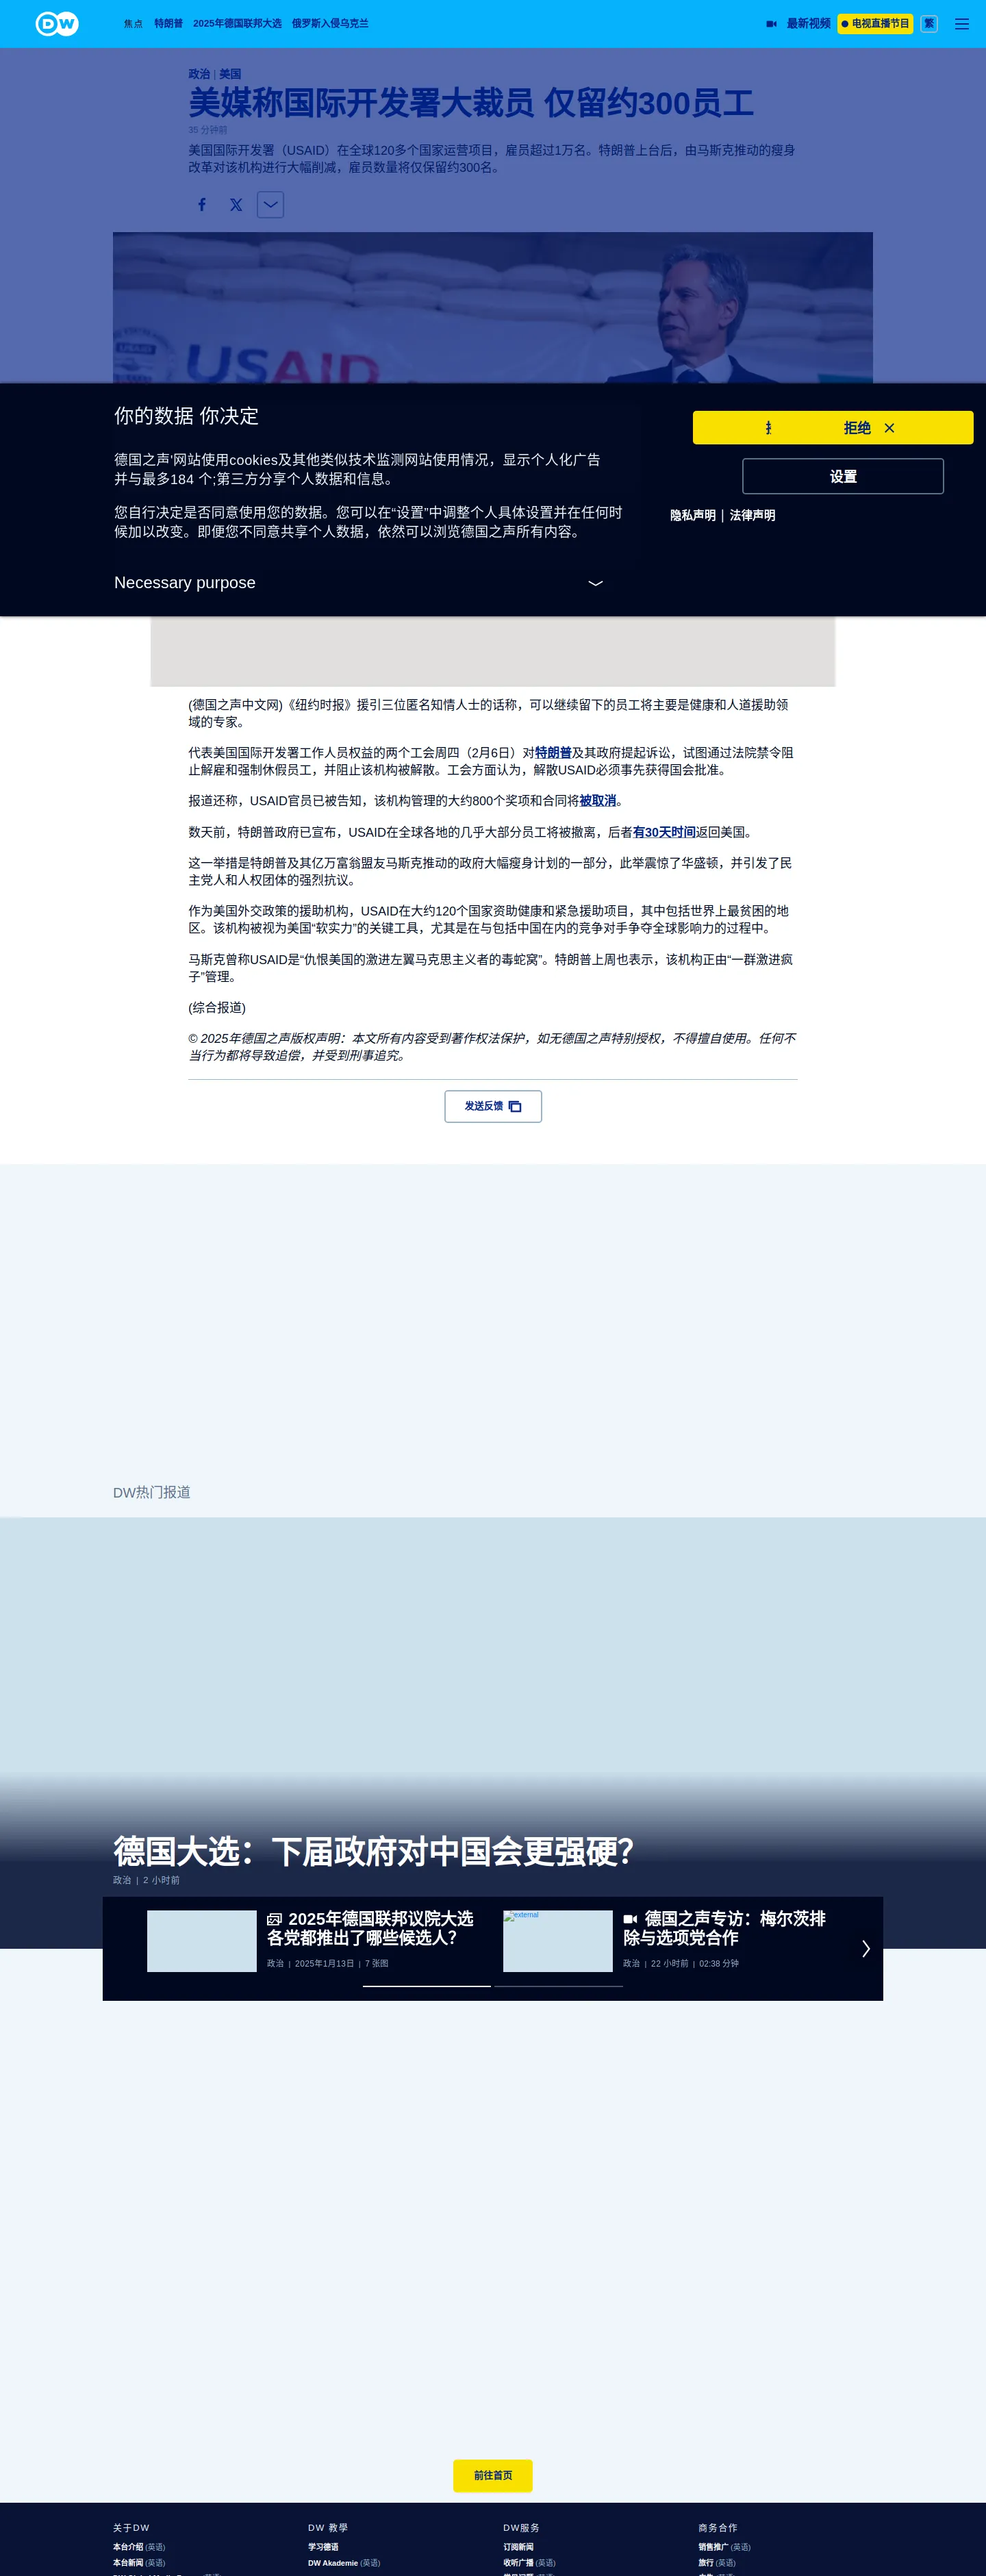 DW
焦点 特朗普 2025年德国联邦大选 俄罗斯入侵乌克兰
最新视频 电视直播节目 繁
政治 | 美国
美媒称国际开发署大裁员 仅留约300员工
35 分钟前
美国国际开发署（USAID）在全球120多个国家运营项目，雇员超过1万名。特朗普上台后，由马斯克推动的瘦身
改革对该机构进行大幅削减，雇员数量将仅保留约300名。
USAID
你的数据 你决定
德国之声'网站使用cookies及其他类似技术监测网站使用情况，显示个人化广告
并与最多184 个;第三方分享个人数据和信息。
您自行决定是否同意使用您的数据。您可以在“设置”中调整个人具体设置并在任何时
候加以改变。即便您不同意共享个人数据，依然可以浏览德国之声所有内容。
Necessary purpose
拒绝
设置
隐私声明 | 法律声明
(德国之声中文网)《纽约时报》援引三位匿名知情人士的话称，可以继续留下的员工将主要是健康和人道援助领
域的专家。
代表美国国际开发署工作人员权益的两个工会周四（2月6日）对特朗普及其政府提起诉讼，试图通过法院禁令阻
止解雇和强制休假员工，并阻止该机构被解散。工会方面认为，解散USAID必须事先获得国会批准。
报道还称，USAID官员已被告知，该机构管理的大约800个奖项和合同将被取消。
数天前，特朗普政府已宣布，USAID在全球各地的几乎大部分员工将被撤离，后者有30天时间返回美国。
这一举措是特朗普及其亿万富翁盟友马斯克推动的政府大幅瘦身计划的一部分，此举震惊了华盛顿，并引发了民
主党人和人权团体的强烈抗议。
作为美国外交政策的援助机构，USAID在大约120个国家资助健康和紧急援助项目，其中包括世界上最贫困的地
区。该机构被视为美国“软实力”的关键工具，尤其是在与包括中国在内的竞争对手争夺全球影响力的过程中。
马斯克曾称USAID是“仇恨美国的激进左翼马克思主义者的毒蛇窝”。特朗普上周也表示，该机构正由“一群激进疯
子”管理。
(综合报道)
© 2025年德国之声版权声明：本文所有内容受到著作权法保护，如无德国之声特别授权，不得擅自使用。任何不
当行为都将导致追偿，并受到刑事追究。
发送反馈
DW热门报道
德国大选：下届政府对中国会更强硬？
政治 | 2 小时前
2025年德国联邦议院大选
各党都推出了哪些候选人？
政治 | 2025年1月13日 | 7 张图
external
德国之声专访：梅尔茨排
除与选项党合作
政治 | 22 小时前 | 02:38 分钟
前往首页
关于DW
本台介绍 (英语)
本台新闻 (英语)
DW 教學
学习德语
DW Akademie (英语)
DW服务
订阅新闻
收听广播 (英语)
商务合作
销售推广 (英语)
旅行 (英语)